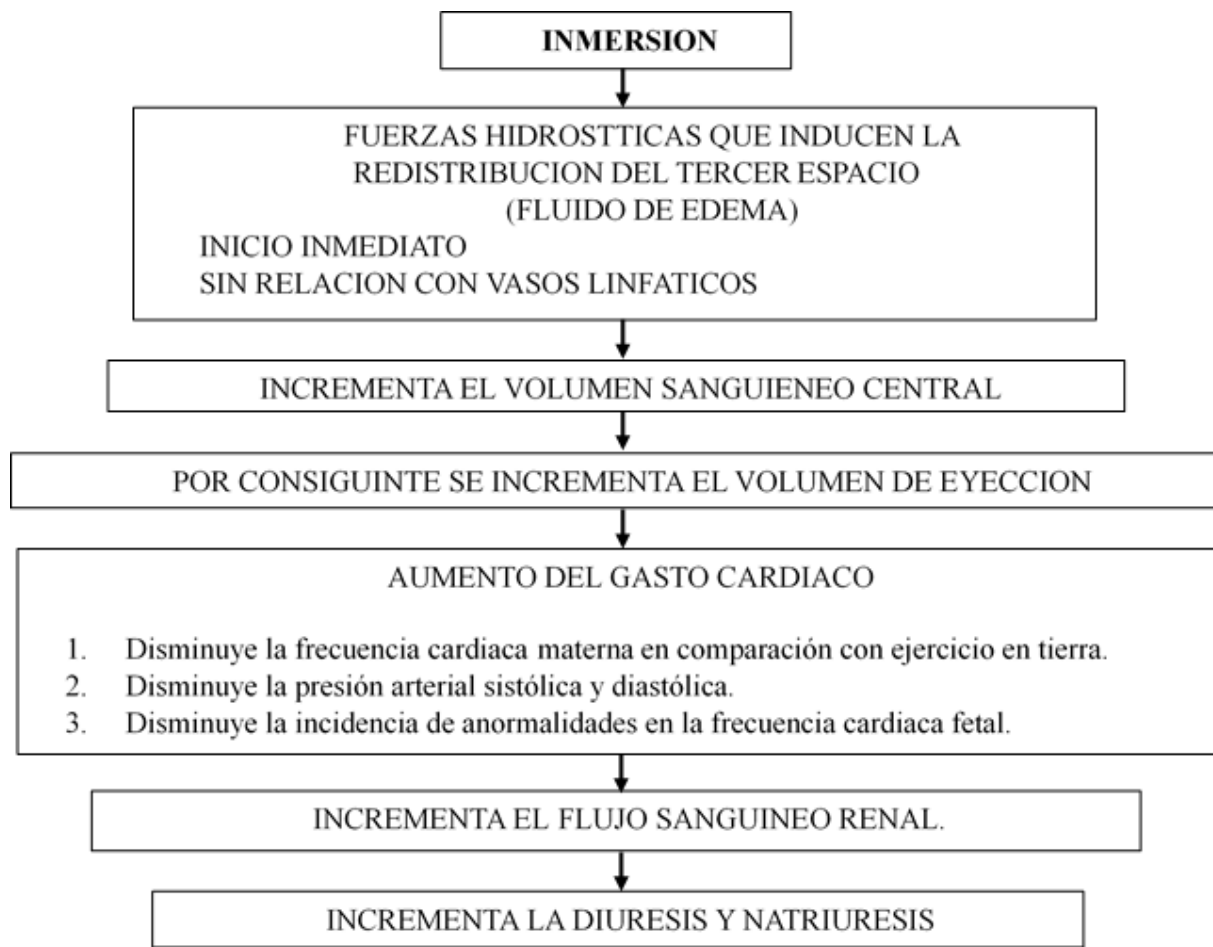 INMERSION
FUERZAS HIDROSTTICAS QUE INDUCEN LA
REDISTRIBUCION DEL TERCER ESPACIO
(FLUIDO DE EDEMA)
INICIO INMEDIATO
SIN RELACION CON VASOS LINFATICOS
INCREMENTA EL VOLUMEN SANGUIENEO CENTRAL
POR CONSIGUINTE SE INCREMENTA EL VOLUMEN DE EYECCION
AUMENTO DEL GASTO CARDIACO
1. Disminuye la frecuencia cardiaca materna en comparación con ejercicio en tierra.
2. Disminuye la presión arterial sistólica y diastólica.
3. Disminuye la incidencia de anormalidades en la frecuencia cardiaca fetal.
INCREMENTA EL FLUJO SANGUINEO RENAL.
INCREMENTA LA DIURESIS Y NATRIURESIS